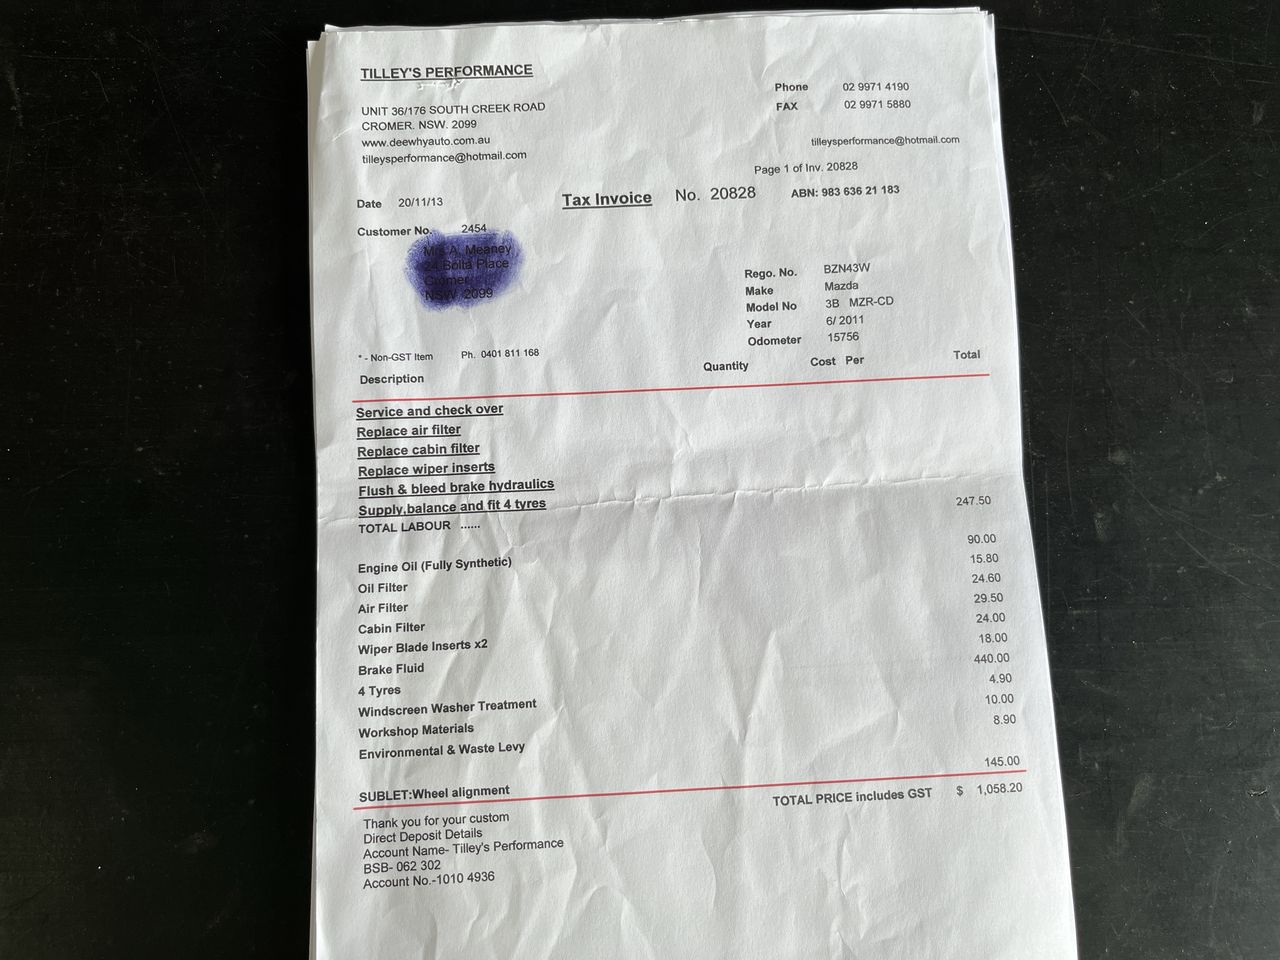 TILLEY'S PERFORMANCE
UNIT 36/176 SOUTH CREEK ROAD
CROMER. NSW. 2099
www.deewhyauto.com.au
tilleysperformance@hotmail.com
Phone 02 9971 4190
FAX 02 9971 5880
tilleysperformance@hotmail.com
Page 1 of Inv. 20828
Date 20/11/13 Tax Invoice No. 20828 ABN: 983 636 21 183
Customer No. 2454
Rego. No. BZN43W
Make Mazda
Model No 3B MZR-CD
Year 6/ 2011
Odometer 15756
* - Non-GST Item Ph. 0401 811 168
Description Quantity Cost Per Total
Service and check over
Replace air filter
Replace cabin filter
Replace wiper inserts
Flush & bleed brake hydraulics
Supply,balance and fit 4 tyres
TOTAL LABOUR ...... 247.50
Engine Oil (Fully Synthetic) 90.00
Oil Filter 15.80
Air Filter 24.60
Cabin Filter 29.50
Wiper Blade Inserts x2 24.00
Brake Fluid 18.00
4 Tyres 440.00
Windscreen Washer Treatment 4.90
Workshop Materials 10.00
Environmental & Waste Levy 8.90
SUBLET:Wheel alignment 145.00
TOTAL PRICE includes GST $ 1,058.20
Thank you for your custom
Direct Deposit Details
Account Name- Tilley's Performance
BSB- 062 302
Account No.-1010 4936